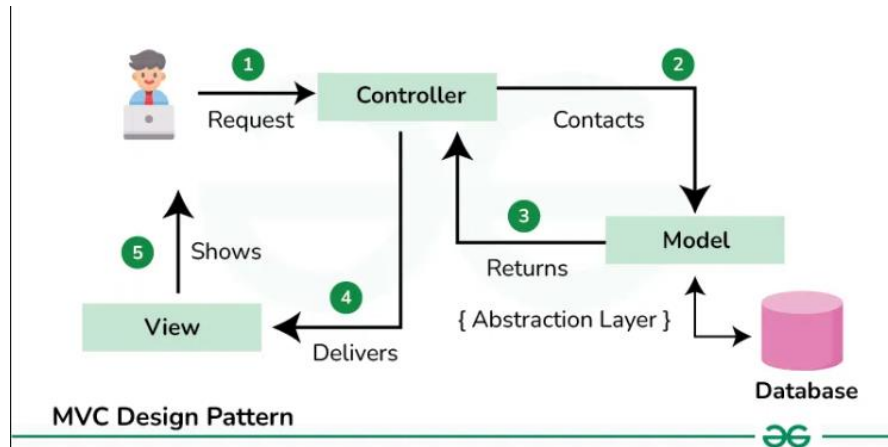 1
2
Controller
Request
Contacts
3
Model
5
Shows
Returns
4
{ Abstraction Layer }
View
Delivers
Database
MVC Design Pattern